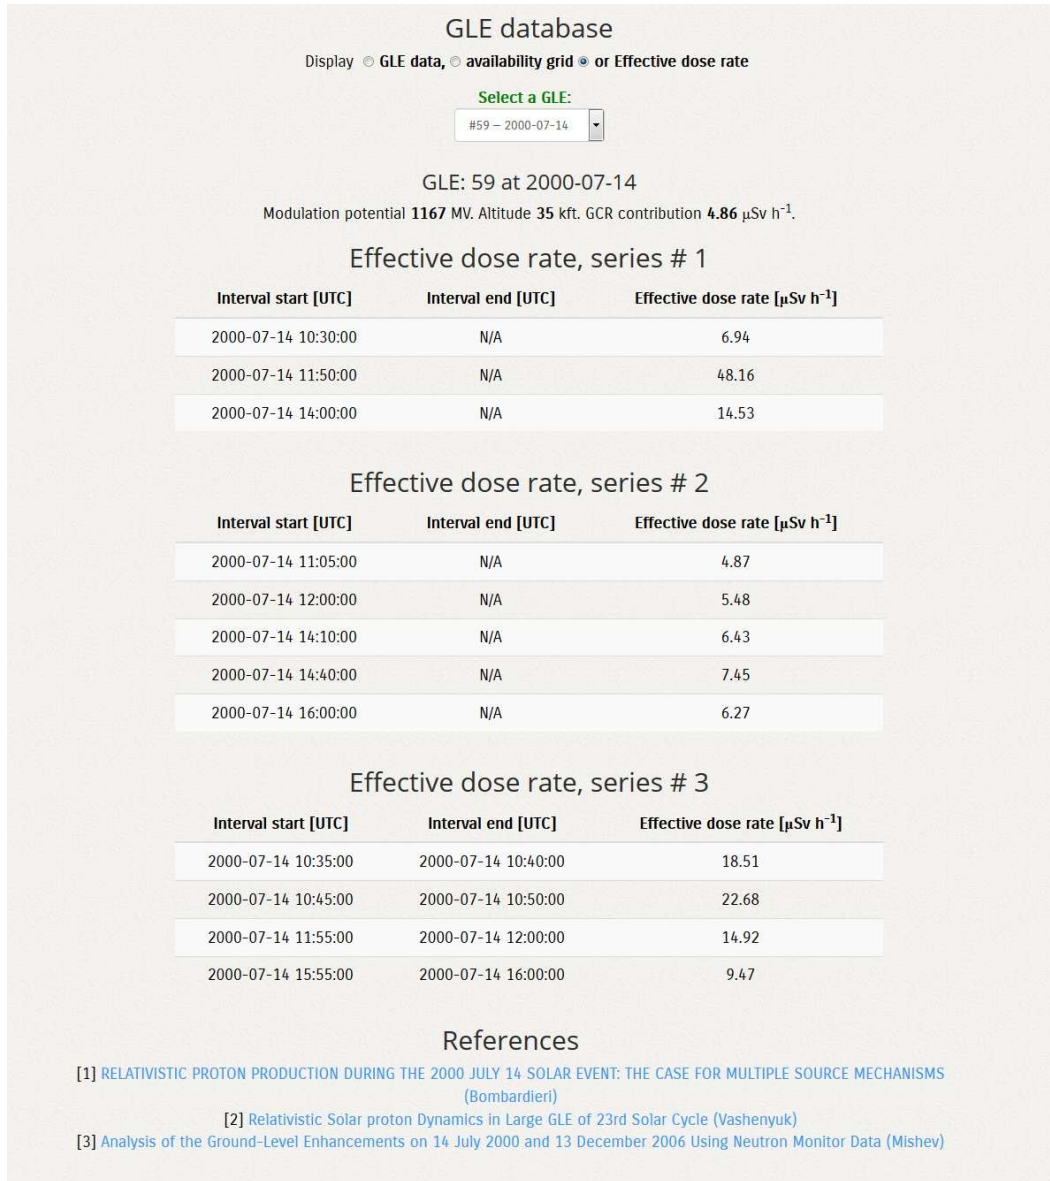 GLE database
Display GLE data, availability grid or Effective dose rate
Select a GLE:
#59 – 2000-07-14
GLE: 59 at 2000-07-14
Modulation potential 1167 MV. Altitude 35 kft. GCR contribution 4.86 μSv h⁻¹.
Effective dose rate, series # 1
Interval start [UTC] Interval end [UTC] Effective dose rate [μSv h⁻¹]
2000-07-14 10:30:00 N/A 6.94
2000-07-14 11:50:00 N/A 48.16
2000-07-14 14:00:00 N/A 14.53
Effective dose rate, series # 2
Interval start [UTC] Interval end [UTC] Effective dose rate [μSv h⁻¹]
2000-07-14 11:05:00 N/A 4.87
2000-07-14 12:00:00 N/A 5.48
2000-07-14 14:10:00 N/A 6.43
2000-07-14 14:40:00 N/A 7.45
2000-07-14 16:00:00 N/A 6.27
Effective dose rate, series # 3
Interval start [UTC] Interval end [UTC] Effective dose rate [μSv h⁻¹]
2000-07-14 10:35:00 2000-07-14 10:40:00 18.51
2000-07-14 10:45:00 2000-07-14 10:50:00 22.68
2000-07-14 11:55:00 2000-07-14 12:00:00 14.92
2000-07-14 15:55:00 2000-07-14 16:00:00 9.47
References
[1] RELATIVISTIC PROTON PRODUCTION DURING THE 2000 JULY 14 SOLAR EVENT: THE CASE FOR MULTIPLE SOURCE MECHANISMS
(Bombardieri)
[2] Relativistic Solar proton Dynamics in Large GLE of 23rd Solar Cycle (Vashenyuk)
[3] Analysis of the Ground-Level Enhancements on 14 July 2000 and 13 December 2006 Using Neutron Monitor Data (Mishev)